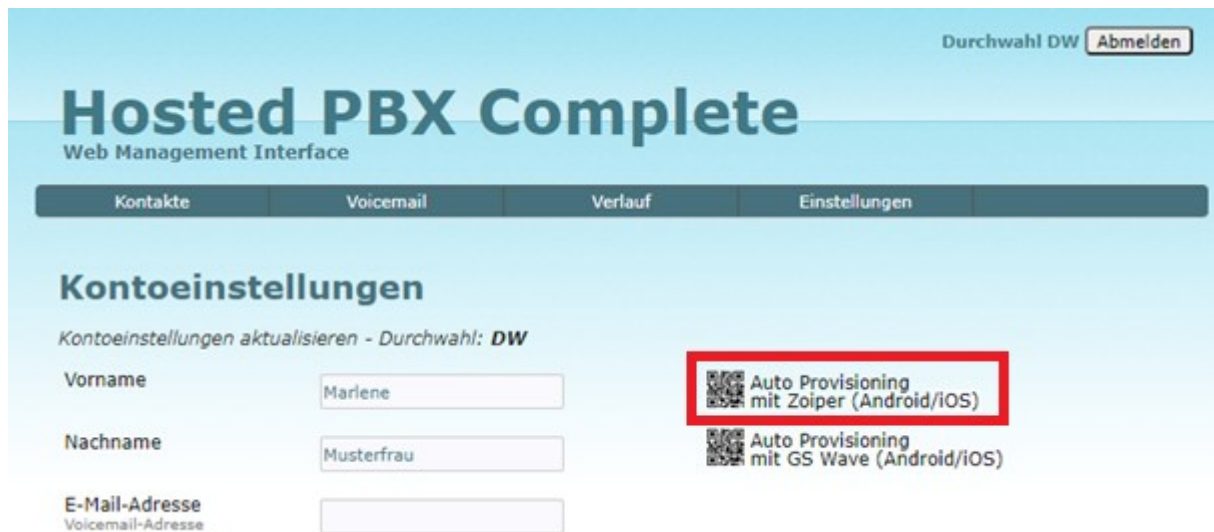 Durchwahl DW Abmelden
Hosted PBX Complete
Web Management Interface
Kontakte Voicemail Verlauf Einstellungen
Kontoeinstellungen
Kontoeinstellungen aktualisieren - Durchwahl: DW
Vorname
Marlene
Auto Provisioning
mit Zoiper (Android/iOS)
Nachname
Musterfrau
Auto Provisioning
mit GS Wave (Android/iOS)
E-Mail-Adresse
Voicemail-Adresse